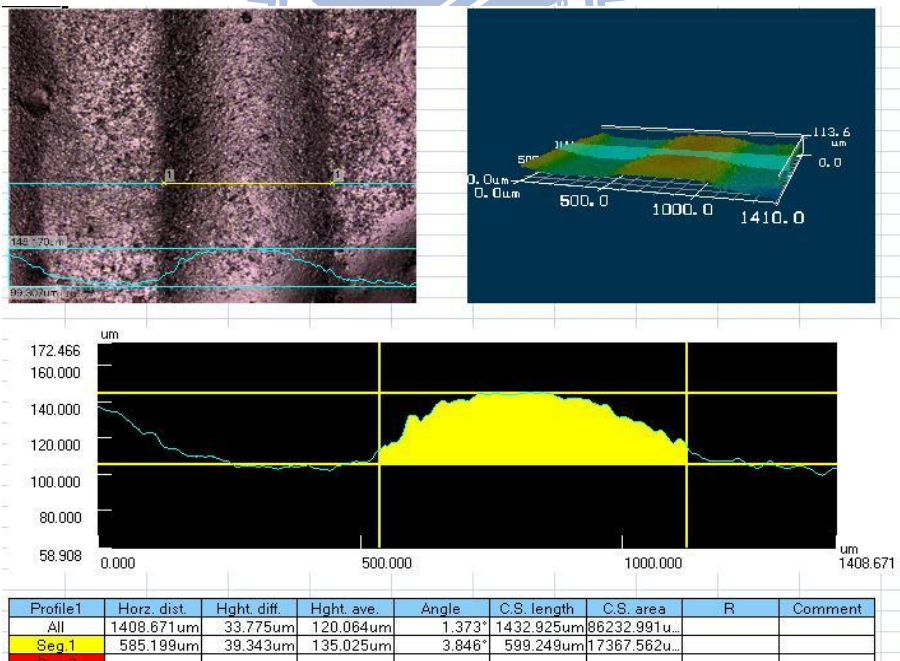 148.170um
99.307um
113.6
um
0.0
0.0um
0.0um
500.0
1000.0
1410.0
um
172.466
160.000
140.000
120.000
100.000
80.000
58.908
0.000 500.000 1000.000 um 1408.671
Profile1 Horz. dist. Hght. diff. Hght. ave. Angle C.S. length C.S. area R Comment
All 1408.671um 33.775um 120.064um 1.373° 1432.925um 86232.991u...
Seg.1 585.199um 39.343um 135.025um 3.846° 599.249um 17367.562u...